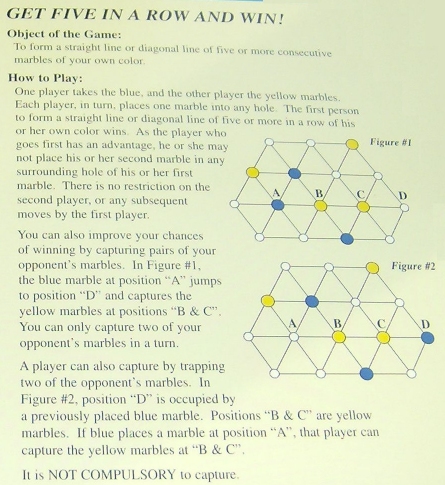 GET FIVE IN A ROW AND WIN!
Object of the Game:
To form a straight line or diagonal line of five or more consecutive
marbles of your own color.
How to Play:
One player takes the blue, and the other player the yellow marbles.
Each player, in turn, places one marble into any hole. The first person
to form a straight line or diagonal line of five or more in a row of his
or her own color wins. As the player who
goes first has an advantage, he or she may
not place his or her second marble in any
surrounding hole of his or her first
marble. There is no restriction on the
second player, or any subsequent
moves by the first player.
Figure #1
A B C D
You can also improve your chances
of winning by capturing pairs of your
opponent's marbles. In Figure #1,
the blue marble at position "A" jumps
to position "D" and captures the
yellow marbles at positions "B & C".
You can only capture two of your
opponent's marbles in a turn.
Figure #2
A B C D
A player can also capture by trapping
two of the opponent's marbles. In
Figure #2, position "D" is occupied by
a previously placed blue marble. Positions "B & C" are yellow
marbles. If blue places a marble at position "A", that player can
capture the yellow marbles at "B & C".
It is NOT COMPULSORY to capture.